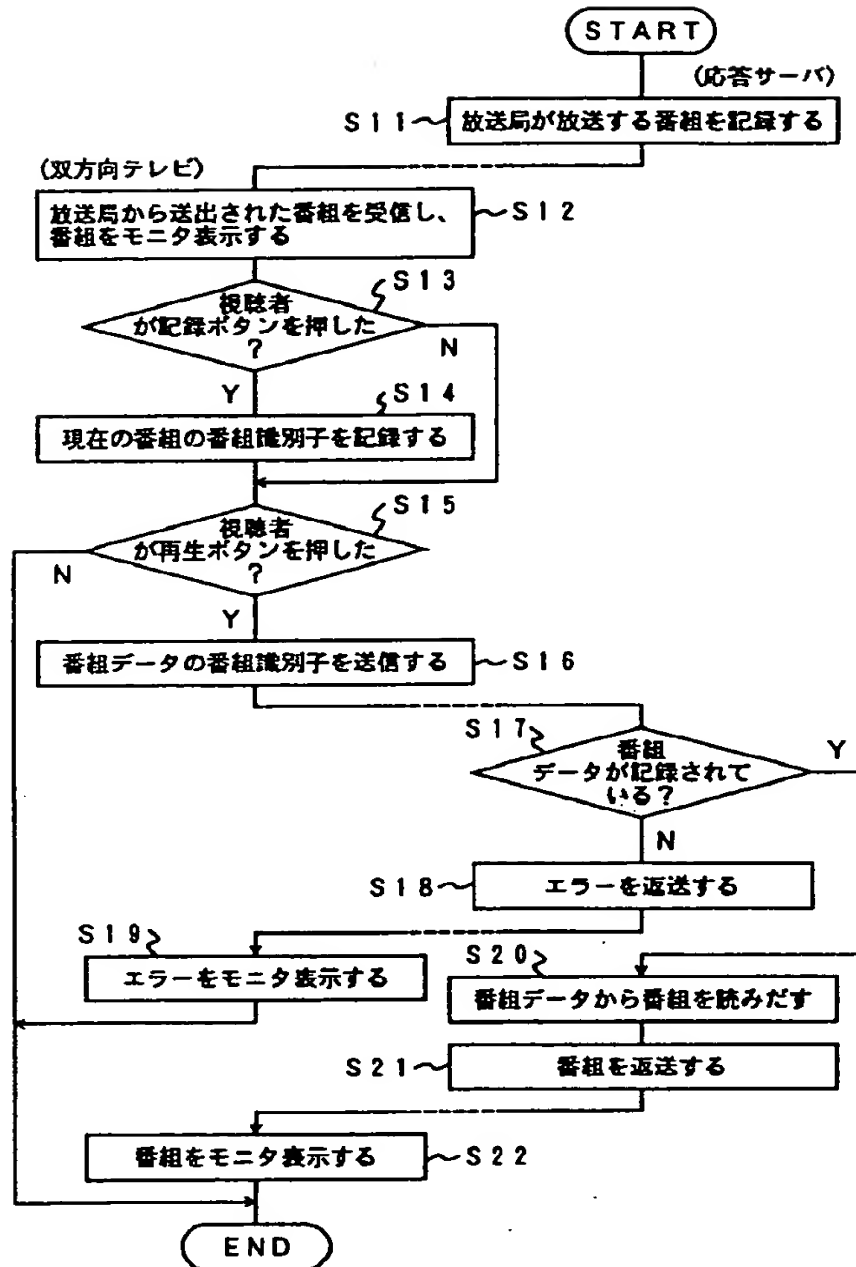 START
(応答サーバ)
S11
放送局が放送する番組を記録する
(双方向テレビ)
放送局から送出された番組を受信し、
番組をモニタ表示する
S12
S13
視聴者
が記録ボタンを押した
?
N
Y
S14
現在の番組の番組識別子を記録する
S15
視聴者
が再生ボタンを押した
?
N
Y
番組データの番組識別子を送信する
S16
S17
番組
データが記録されて
いる?
Y
N
S18
エラーを返送する
S19
エラーをモニタ表示する
S20
番組データから番組を読みだす
S21
番組を返送する
番組をモニタ表示する
S22
END